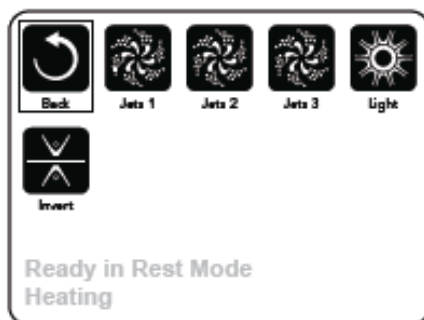 Back Jets 1 Jets 2 Jets 3 Light
Invert
Ready in Rest Mode
Heating